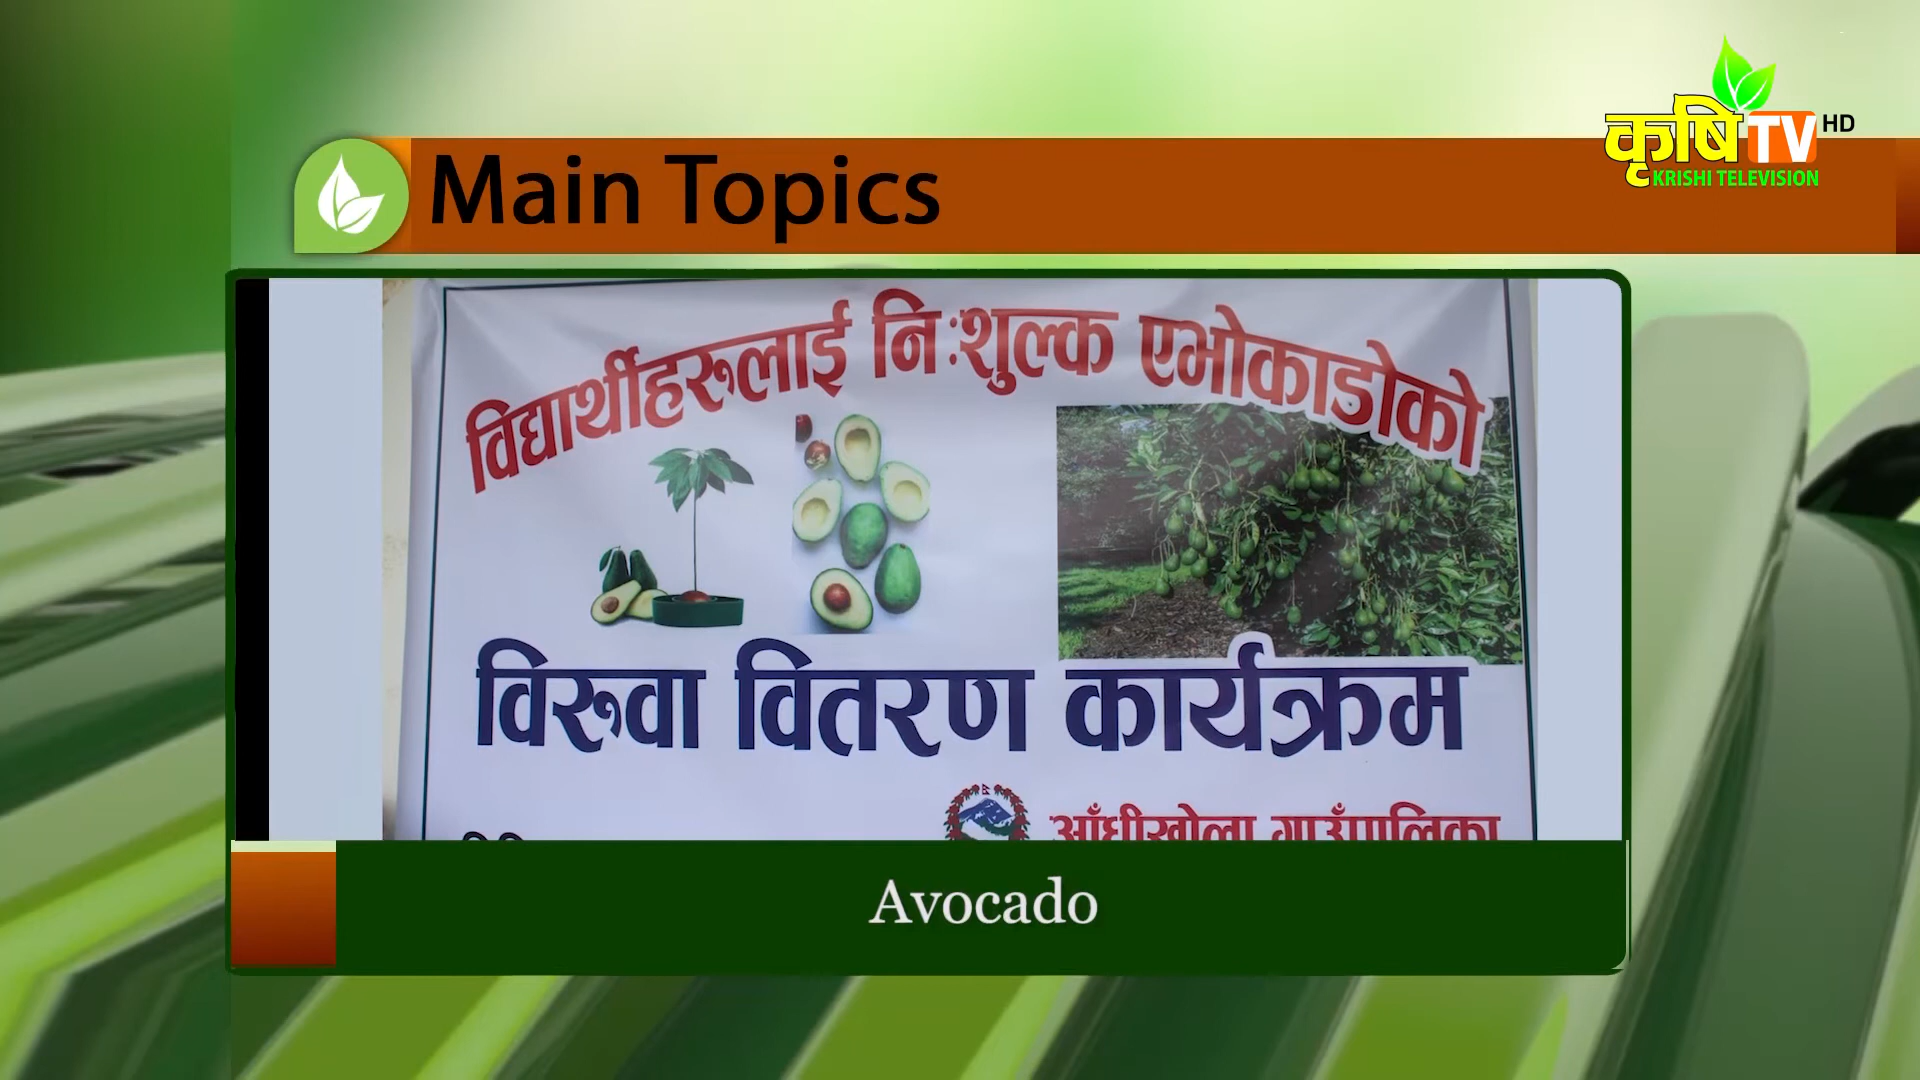 कृषि TV HD
KRISHI TELEVISION
Main Topics
विद्यार्थीहरूलाई निःशुल्क एभोकाडोको
विरुवा वितरण कार्यक्रम
आँधीखोला गाउँपालिका
Avocado